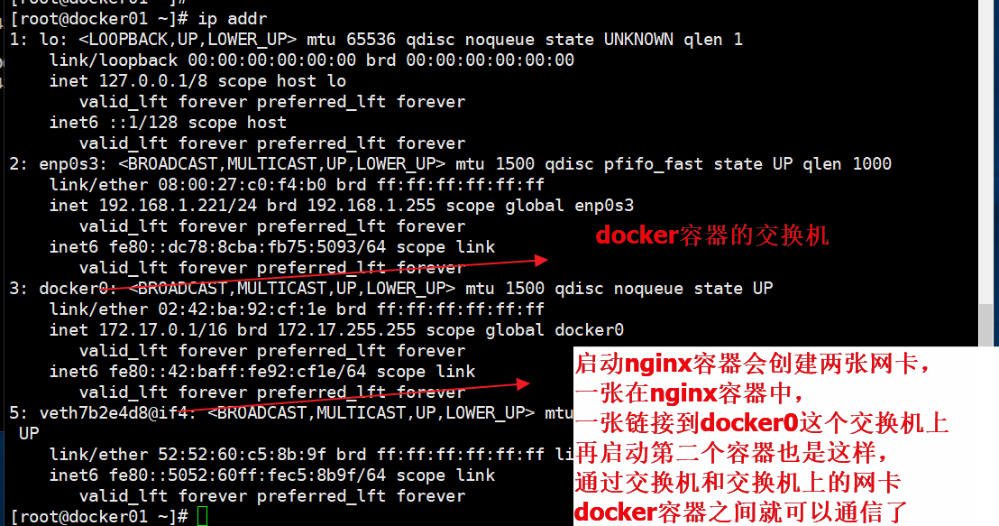 [root@docker01 ~]#
[root@docker01 ~]# ip addr
1: lo: <LOOPBACK,UP,LOWER_UP> mtu 65536 qdisc noqueue state UNKNOWN qlen 1
link/loopback 00:00:00:00:00:00 brd 00:00:00:00:00:00
inet 127.0.0.1/8 scope host lo
valid_lft forever preferred_lft forever
inet6 ::1/128 scope host
valid_lft forever preferred_lft forever
2: enp0s3: <BROADCAST,MULTICAST,UP,LOWER_UP> mtu 1500 qdisc pfifo_fast state UP qlen 1000
link/ether 08:00:27:c0:f4:b0 brd ff:ff:ff:ff:ff:ff
inet 192.168.1.221/24 brd 192.168.1.255 scope global enp0s3
valid_lft forever preferred_lft forever
inet6 fe80::dc78:8cba:fb75:5093/64 scope link
valid_lft forever preferred_lft forever
docker容器的交换机
3: docker0: <BROADCAST,MULTICAST,UP,LOWER_UP> mtu 1500 qdisc noqueue state UP
link/ether 02:42:ba:92:cf:1e brd ff:ff:ff:ff:ff:ff
inet 172.17.0.1/16 brd 172.17.255.255 scope global docker0
valid_lft forever preferred_lft forever
inet6 fe80::42:baff:fe92:cf1e/64 scope link
valid_lft forever preferred_lft forever
5: veth7b2e4d8@if4: <BROADCAST,MULTICAST,UP,LOWER_UP> mtu
UP
link/ether 52:52:60:c5:8b:9f brd ff:ff:ff:ff:ff:ff li
inet6 fe80::5052:60ff:fec5:8b9f/64 scope link
valid_lft forever preferred_lft forever
[root@docker01 ~]#
启动nginx容器会创建两张网卡，
一张在nginx容器中，
一张链接到docker0这个交换机上
再启动第二个容器也是这样，
通过交换机和交换机上的网卡
docker容器之间就可以通信了